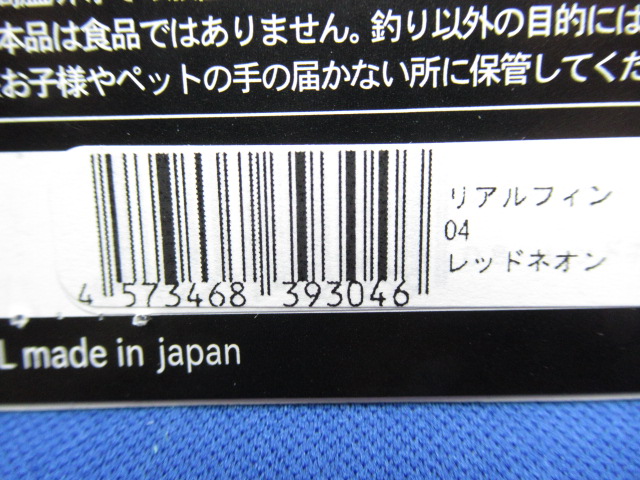 本品は食品ではありません。釣り以外の目的には
お子様やペットの手の届かない所に保管してくだ
リアルフィン
04
レッドネオン
4 573468 393046
L made in japan